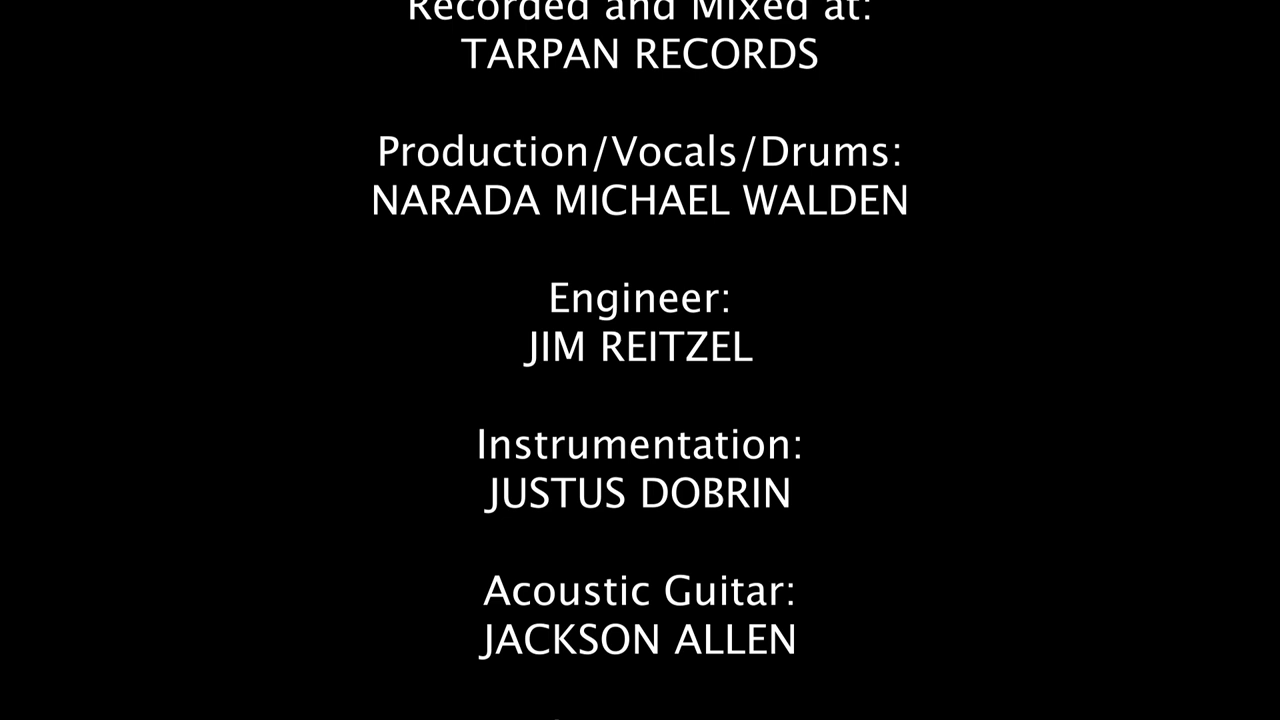 Recorded and Mixed at:
TARPAN RECORDS
Production/Vocals/Drums:
NARADA MICHAEL WALDEN
Engineer:
JIM REITZEL
Instrumentation:
JUSTUS DOBRIN
Acoustic Guitar:
JACKSON ALLEN